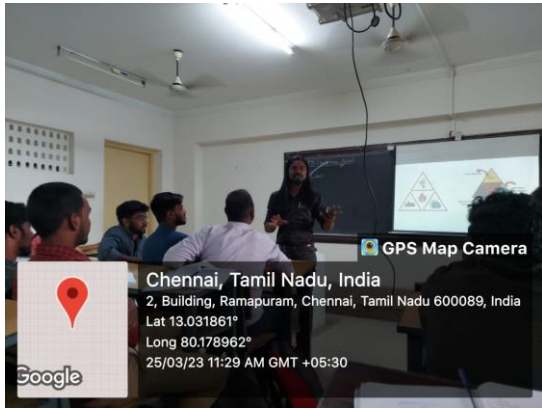 GPS Map Camera
Chennai, Tamil Nadu, India
2, Building, Ramapuram, Chennai, Tamil Nadu 600089, India
Lat 13.031861°
Long 80.178962°
25/03/23 11:29 AM GMT +05:30
Google